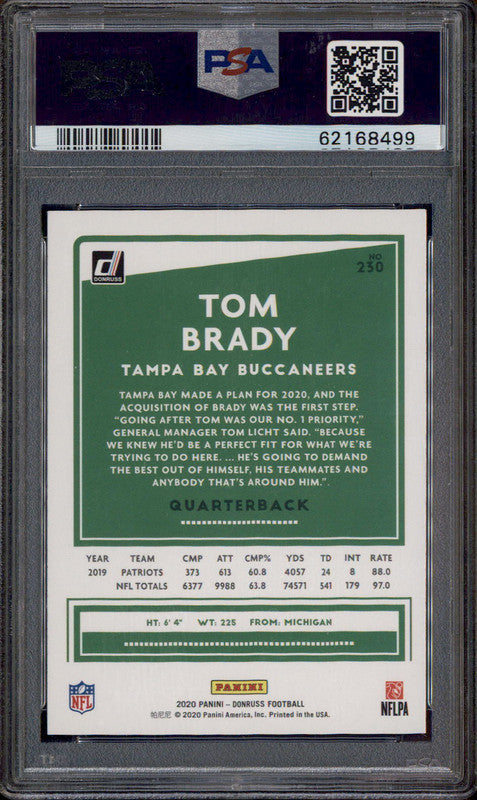 PSA
62168499
DONRUSS
NO
230
TOM
BRADY
TAMPA BAY BUCCANEERS
TAMPA BAY MADE A PLAN FOR 2020, AND THE
ACQUISITION OF BRADY WAS THE FIRST STEP.
"GOING AFTER TOM WAS OUR NO. 1 PRIORITY,"
GENERAL MANAGER TOM LICHT SAID. "BECAUSE
WE KNEW HE'D BE A PERFECT FIT FOR WHAT WE'RE
TRYING TO DO HERE. ... HE'S GOING TO DEMAND
THE BEST OUT OF HIMSELF, HIS TEAMMATES AND
ANYBODY THAT'S AROUND HIM.".
QUARTERBACK
YEAR TEAM CMP ATT CMP% YDS TD INT RATE
2019 PATRIOTS 373 613 60.8 4057 24 8 88.0
NFL TOTALS 6377 9988 63.8 74571 541 179 97.0
HT: 6' 4" WT: 225 FROM: MICHIGAN
NFL
PANINI
NFLPA
2020 PANINI – DONRUSS FOOTBALL
帕尼尼 © 2020 Panini America, Inc. Printed in the USA.